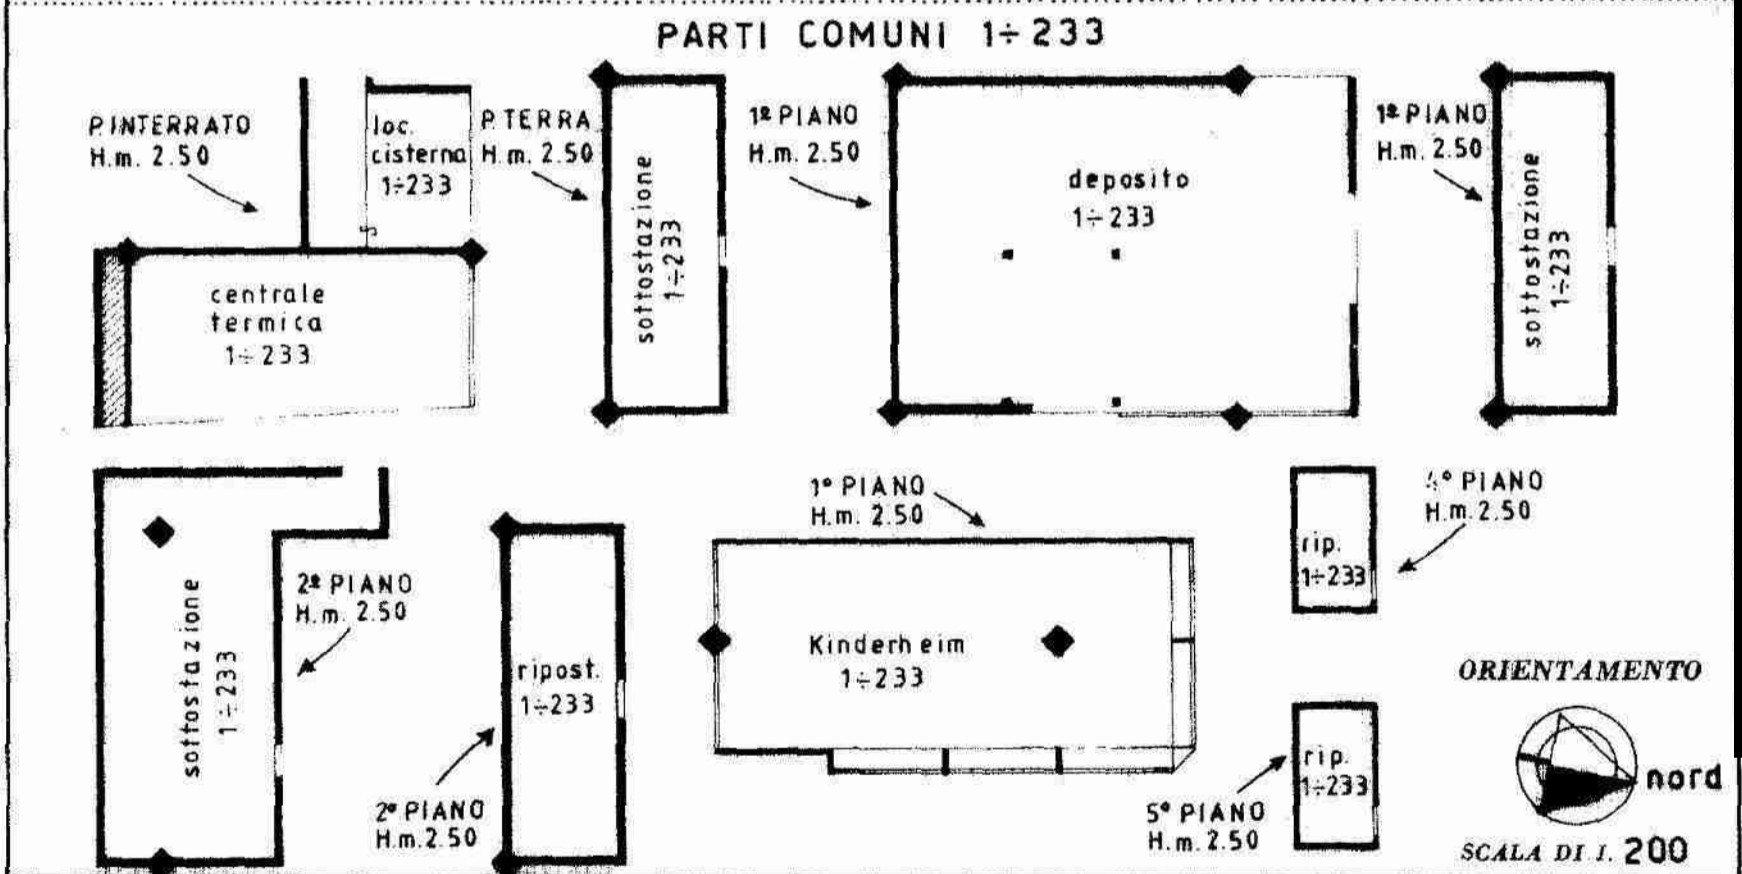 PARTI COMUNI 1÷233
P.INTERRATO
H.m. 2.50
loc.
cisterna
1÷233
centrale
termica
1÷233
P.TERRA
H.m. 2.50
sottostazione
1÷233
1º PIANO
H.m. 2.50
deposito
1÷233
1º PIANO
H.m. 2.50
sottostazione
1÷233
sottostazione
1÷233
2º PIANO
H.m. 2.50
ripost.
1÷233
2º PIANO
H.m.2.50
1º PIANO
H.m. 2.50
Kinderheim
1÷233
rip.
1÷233
4º PIANO
H.m. 2.50
rip.
1÷233
5º PIANO
H.m. 2.50
ORIENTAMENTO
nord
SCALA DI 1. 200